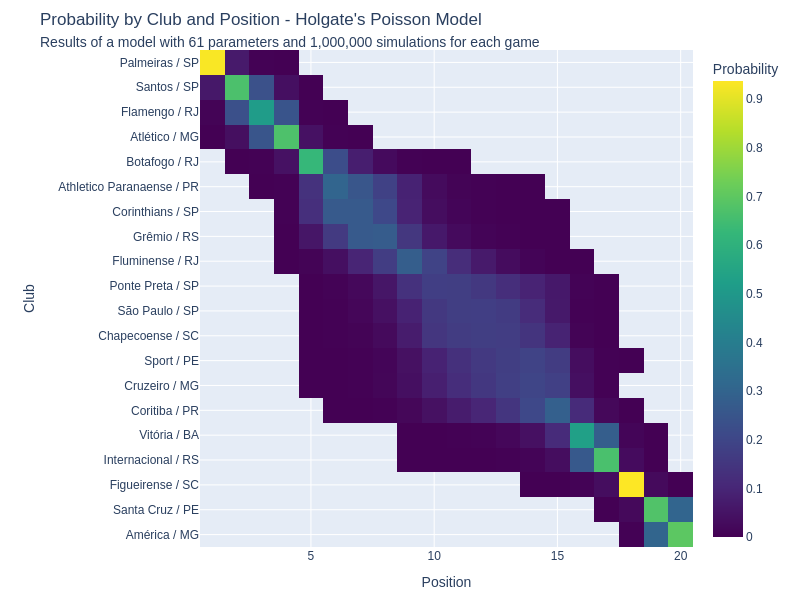 Probability by Club and Position - Holgate's Poisson Model
Results of a model with 61 parameters and 1,000,000 simulations for each game
Probability
Palmeiras / SP
Santos / SP
Flamengo / RJ
Atlético / MG
Botafogo / RJ
Athletico Paranaense / PR
Corinthians / SP
Grêmio / RS
Fluminense / RJ
Ponte Preta / SP
São Paulo / SP
Chapecoense / SC
Sport / PE
Cruzeiro / MG
Coritiba / PR
Vitória / BA
Internacional / RS
Figueirense / SC
Santa Cruz / PE
América / MG
Club
5
10
15
20
Position
0.9
0.8
0.7
0.6
0.5
0.4
0.3
0.2
0.1
0